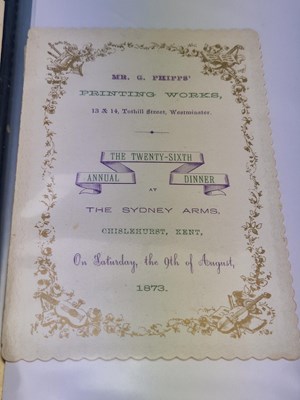 MR. G. PHIPPS'
PRINTING WORKS,
13 & 14, Tothill Street, Westminster.
THE TWENTY-SIXTH
ANNUAL DINNER
AT
THE SYDNEY ARMS,
CHISLEHURST, KENT,
On Saturday, the 9th of August,
1873.